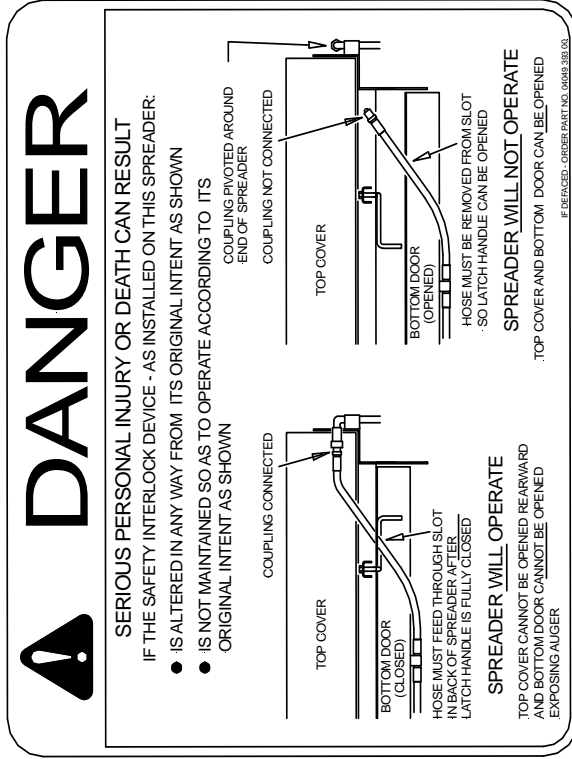 DANGER
SERIOUS PERSONAL INJURY OR DEATH CAN RESULT
IF THE SAFETY INTERLOCK DEVICE - AS INSTALLED ON THIS SPREADER:
● IS ALTERED IN ANY WAY FROM ITS ORIGINAL INTENT AS SHOWN
● IS NOT MAINTAINED SO AS TO OPERATE ACCORDING TO ITS
ORIGINAL INTENT AS SHOWN
COUPLING CONNECTED
TOP COVER
BOTTOM DOOR
(CLOSED)
HOSE MUST FEED THROUGH SLOT
IN BACK OF SPREADER AFTER
LATCH HANDLE IS FULLY CLOSED
SPREADER WILL OPERATE
TOP COVER CANNOT BE OPENED REARWARD
AND BOTTOM DOOR CANNOT BE OPENED
EXPOSING AUGER
COUPLING PIVOTED AROUND
END OF SPREADER
COUPLING NOT CONNECTED
TOP COVER
BOTTOM DOOR
(OPENED)
HOSE MUST BE REMOVED FROM SLOT
SO LATCH HANDLE CAN BE OPENED
SPREADER WILL NOT OPERATE
TOP COVER AND BOTTOM DOOR CAN BE OPENED
IF DEFACED - ORDER PART NO. 04049 393 00